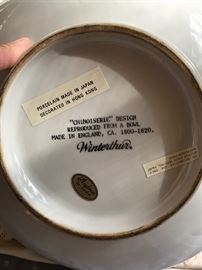 PORCELAIN MADE IN JAPAN
DECORATED IN HONG KONG
"CHINOISERIE" DESIGN
REPRODUCED FROM A BOWL
MADE IN ENGLAND, CA. 1800-1820.
Winterthur